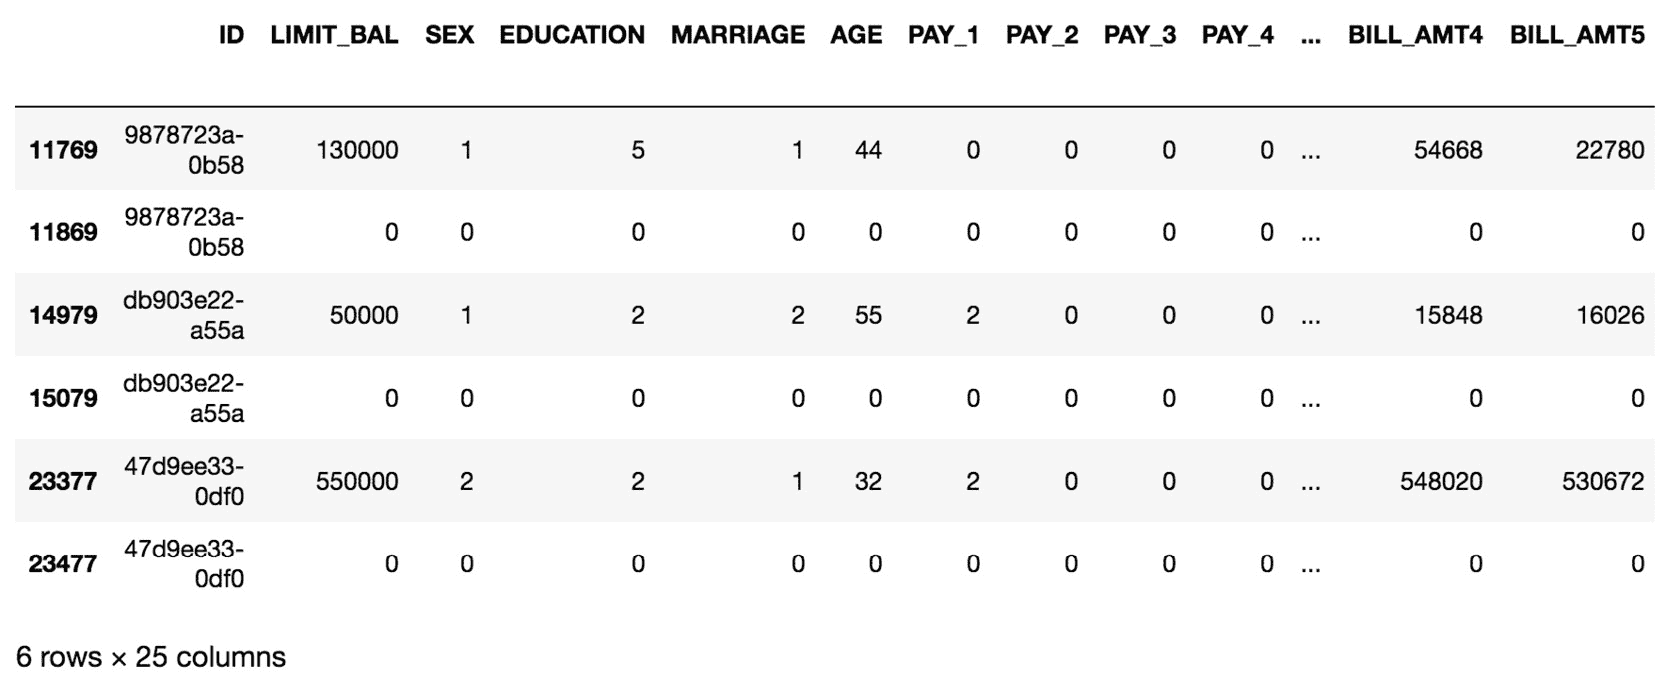 ID LIMIT_BAL SEX EDUCATION MARRIAGE AGE PAY_1 PAY_2 PAY_3 PAY_4 ... BILL_AMT4 BILL_AMT5
11769 9878723a-0b58 130000 1 5 1 44 0 0 0 0 ... 54668 22780
11869 9878723a-0b58 0 0 0 0 0 0 0 0 0 ... 0 0
14979 db903e22-a55a 50000 1 2 2 55 2 0 0 0 ... 15848 16026
15079 db903e22-a55a 0 0 0 0 0 0 0 0 0 ... 0 0
23377 47d9ee33-0df0 550000 2 2 1 32 2 0 0 0 ... 548020 530672
23477 47d9ee33-0df0 0 0 0 0 0 0 0 0 0 ... 0 0
6 rows × 25 columns